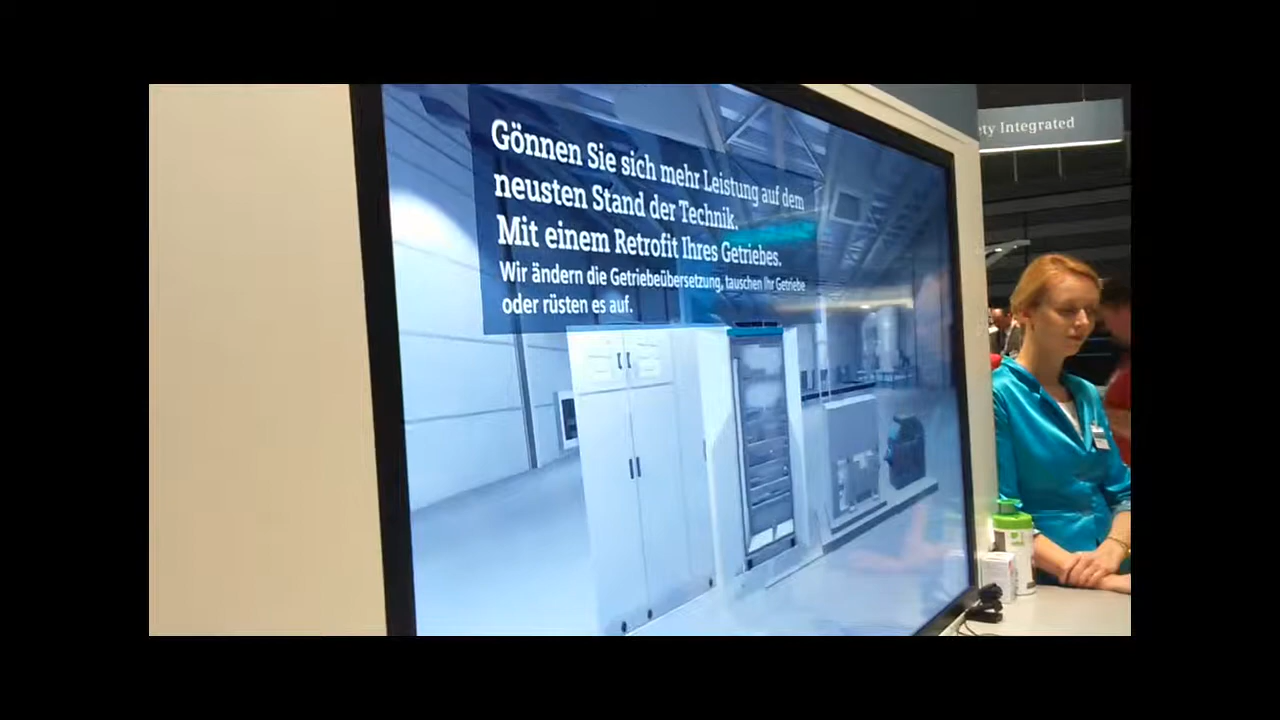 Gönnen Sie sich mehr Leistung auf dem
neusten Stand der Technik.
Mit einem Retrofit Ihres Getriebes.
Wir ändern die Getriebeübersetzung, tauschen Ihr Getriebe
oder rüsten es auf.
ety Integrated